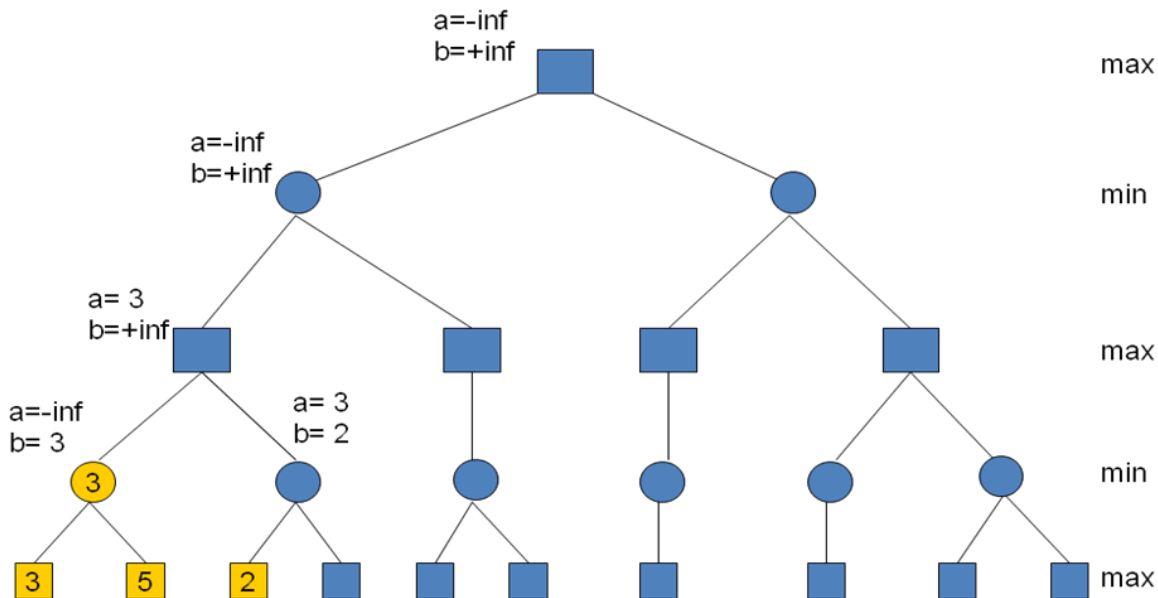 a=-inf
b=+inf
max
a=-inf
b=+inf
min
a= 3
b=+inf
max
a=-inf
b= 3
a= 3
b= 2
3
min
3
5
2
max